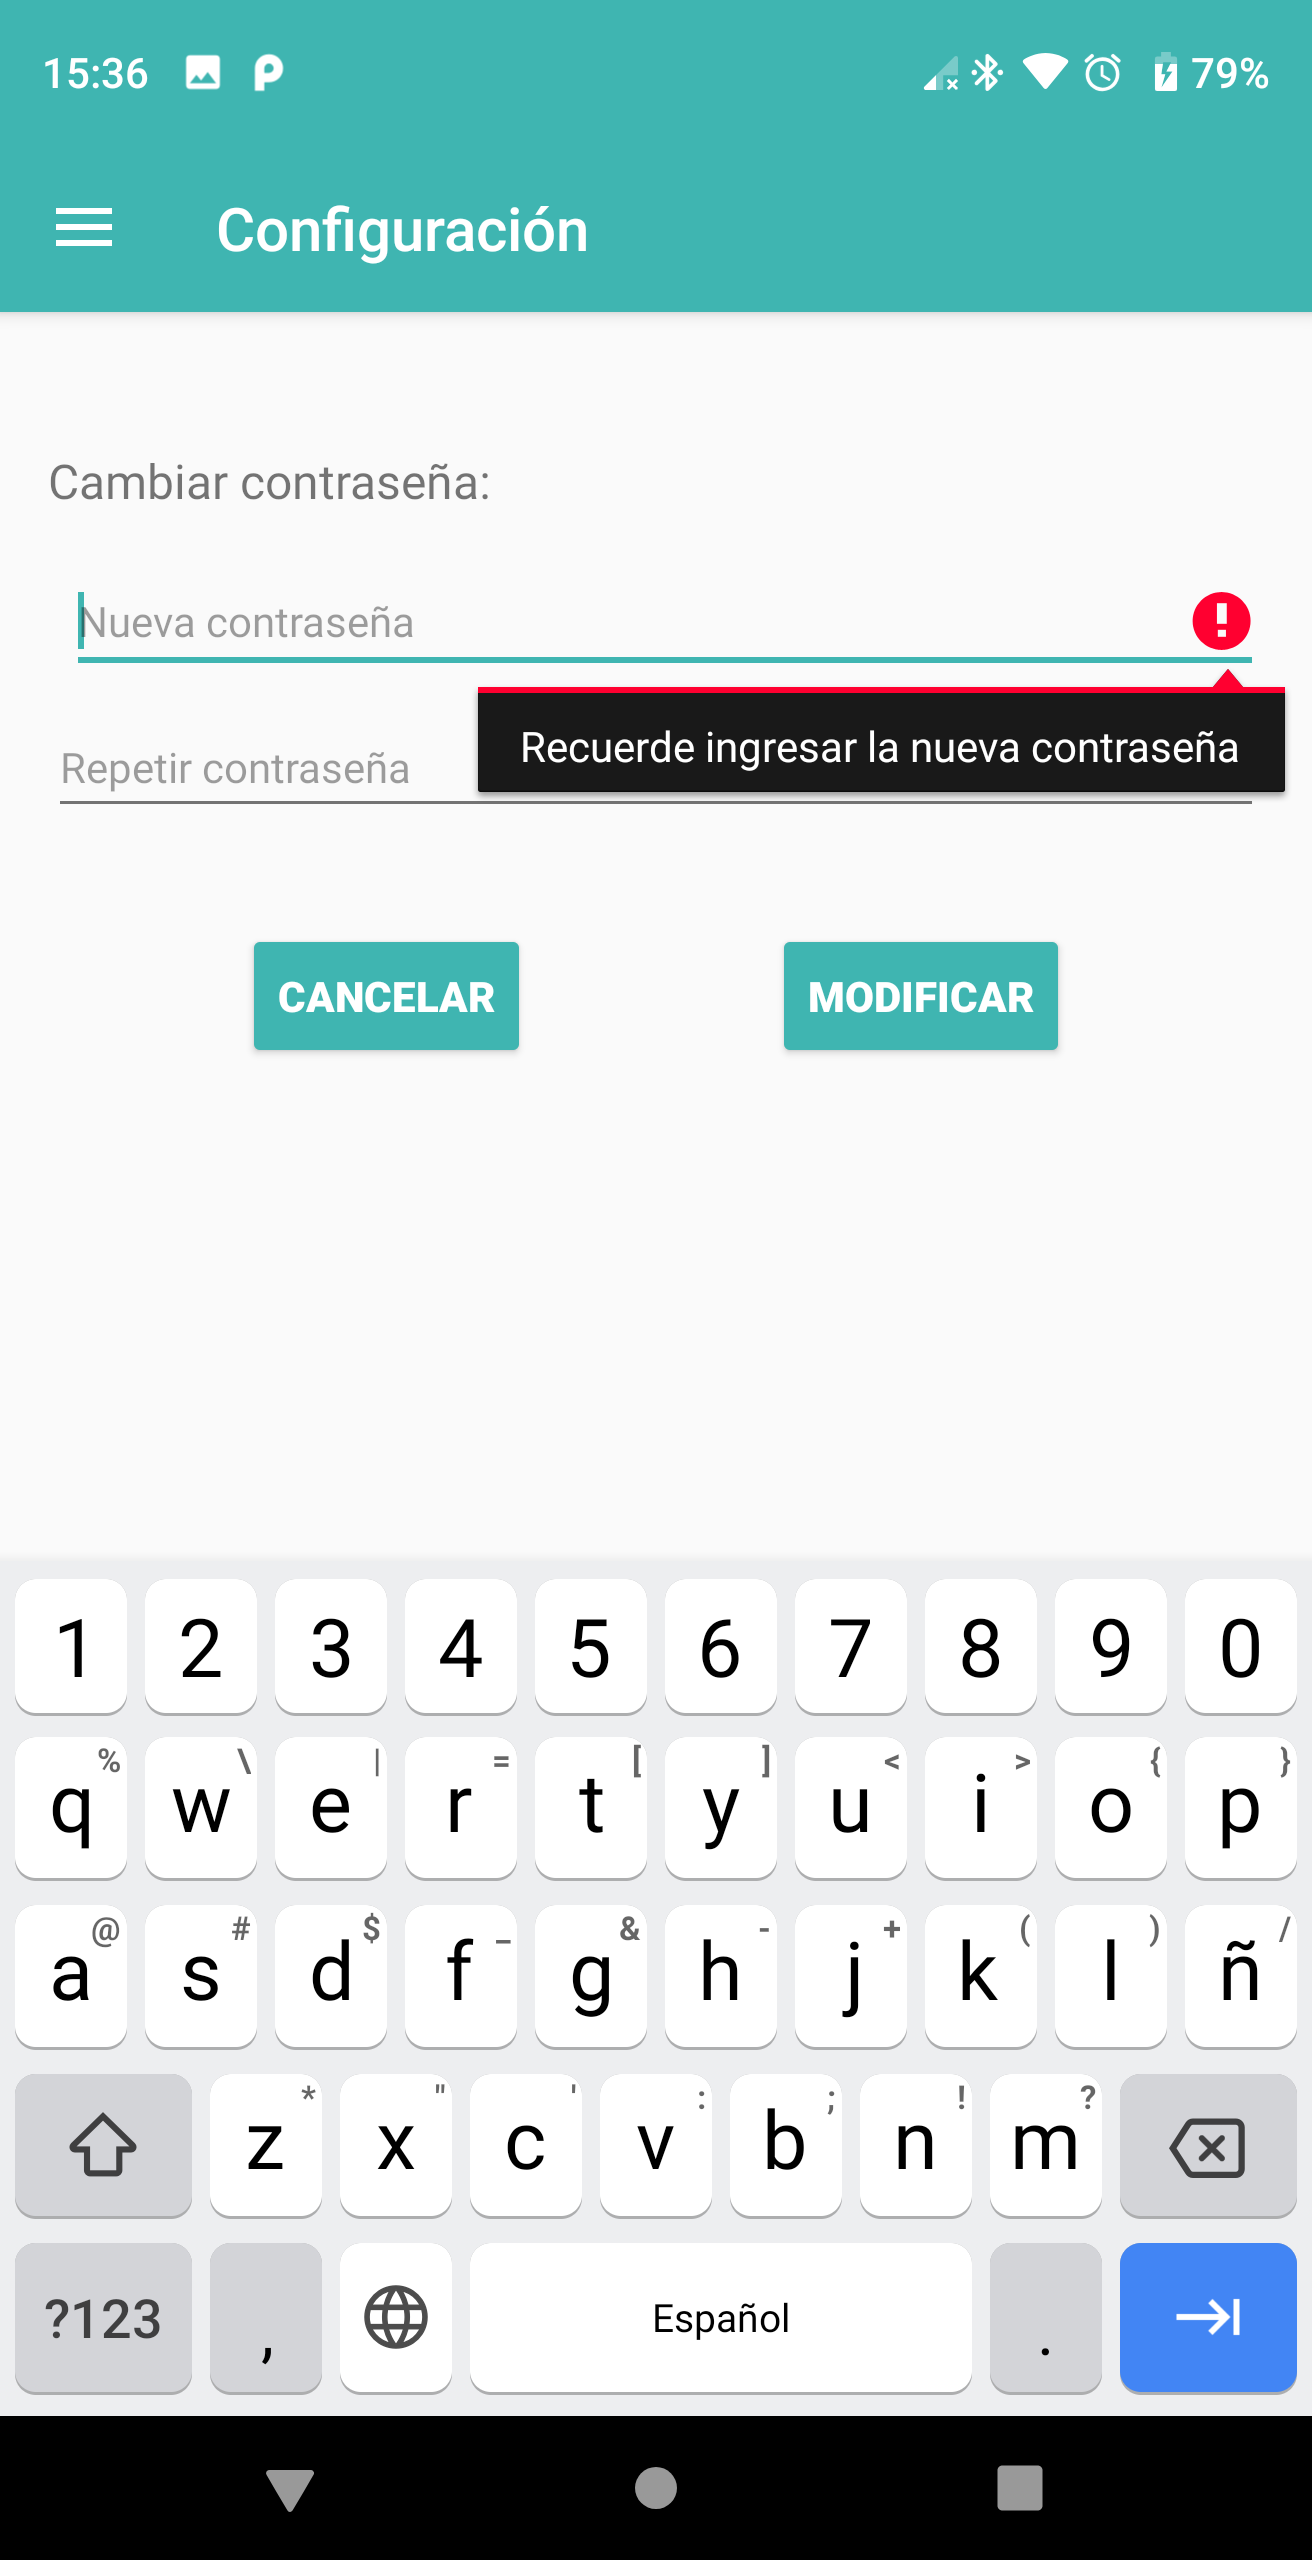 15:36
79%
Configuración
Cambiar contraseña:
Nueva contraseña
Recuerde ingresar la nueva contraseña
Repetir contraseña
CANCELAR
MODIFICAR
1 2 3 4 5 6 7 8 9 0
% \ | = [ ] < > { }
q w e r t y u i o p
@ # $ _ & - + ( ) /
a s d f g h j k l ñ
* " ' : ; ! ?
z x c v b n m
?123 , Español .